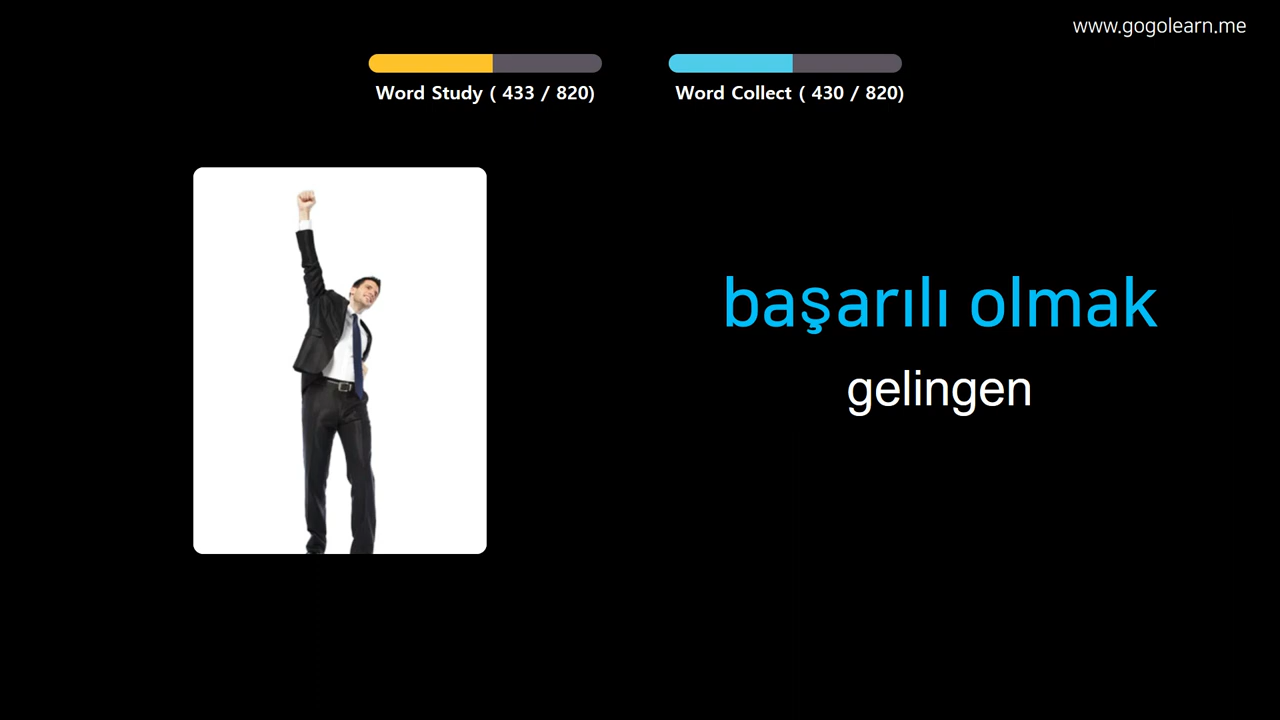 www.gogolearn.me
Word Study ( 433 / 820)
Word Collect ( 430 / 820)
başarılı olmak
gelingen